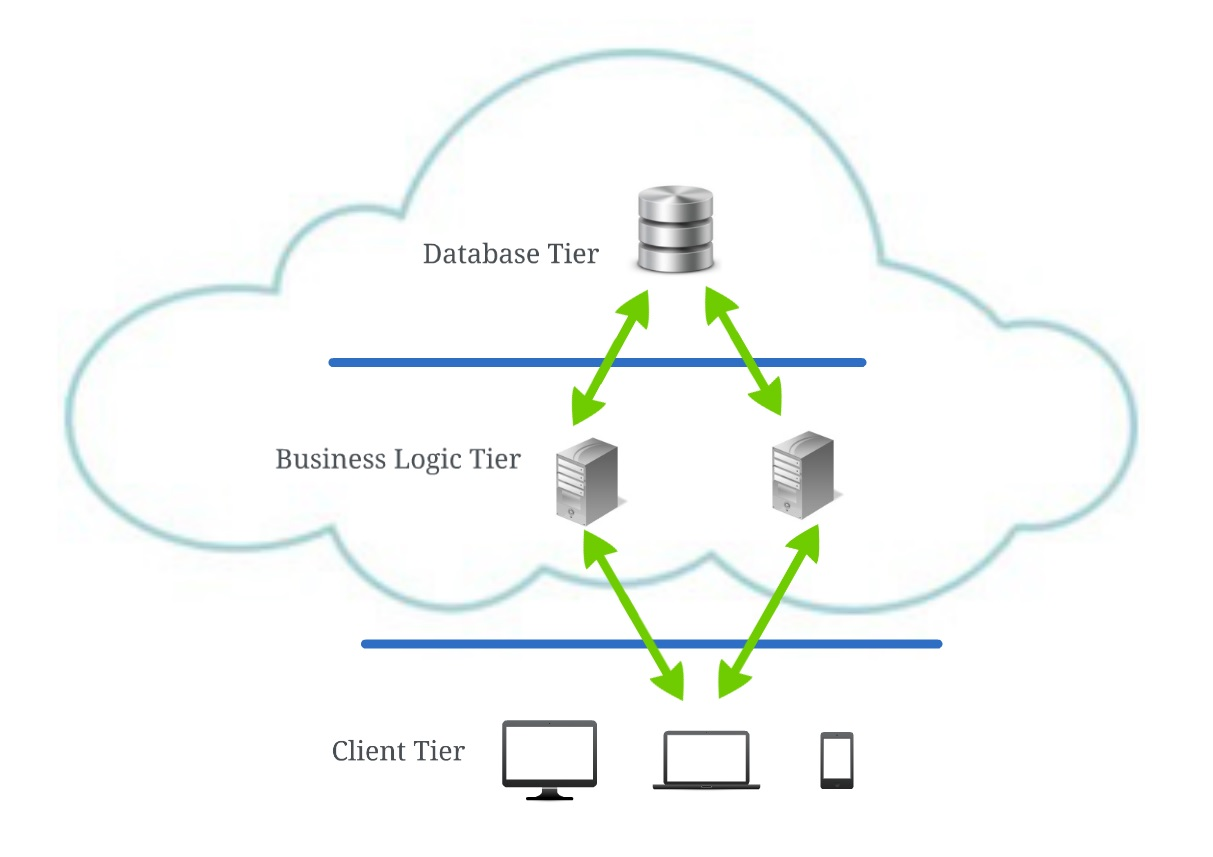 Database Tier
Business Logic Tier
Client Tier